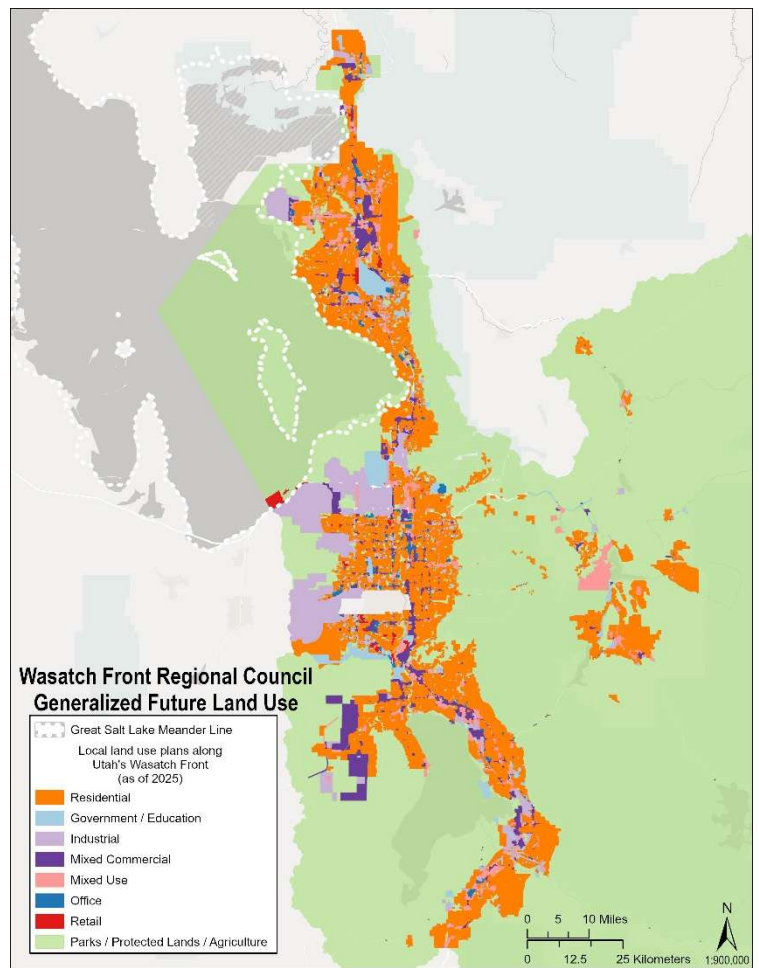 Wasatch Front Regional Council
Generalized Future Land Use
Great Salt Lake Meander Line
Local land use plans along
Utah's Wasatch Front
(as of 2025)
Residential
Government / Education
Industrial
Mixed Commercial
Mixed Use
Office
Retail
Parks / Protected Lands / Agriculture
0 5 10 Miles
0 12.5 25 Kilometers
N
1:900,000